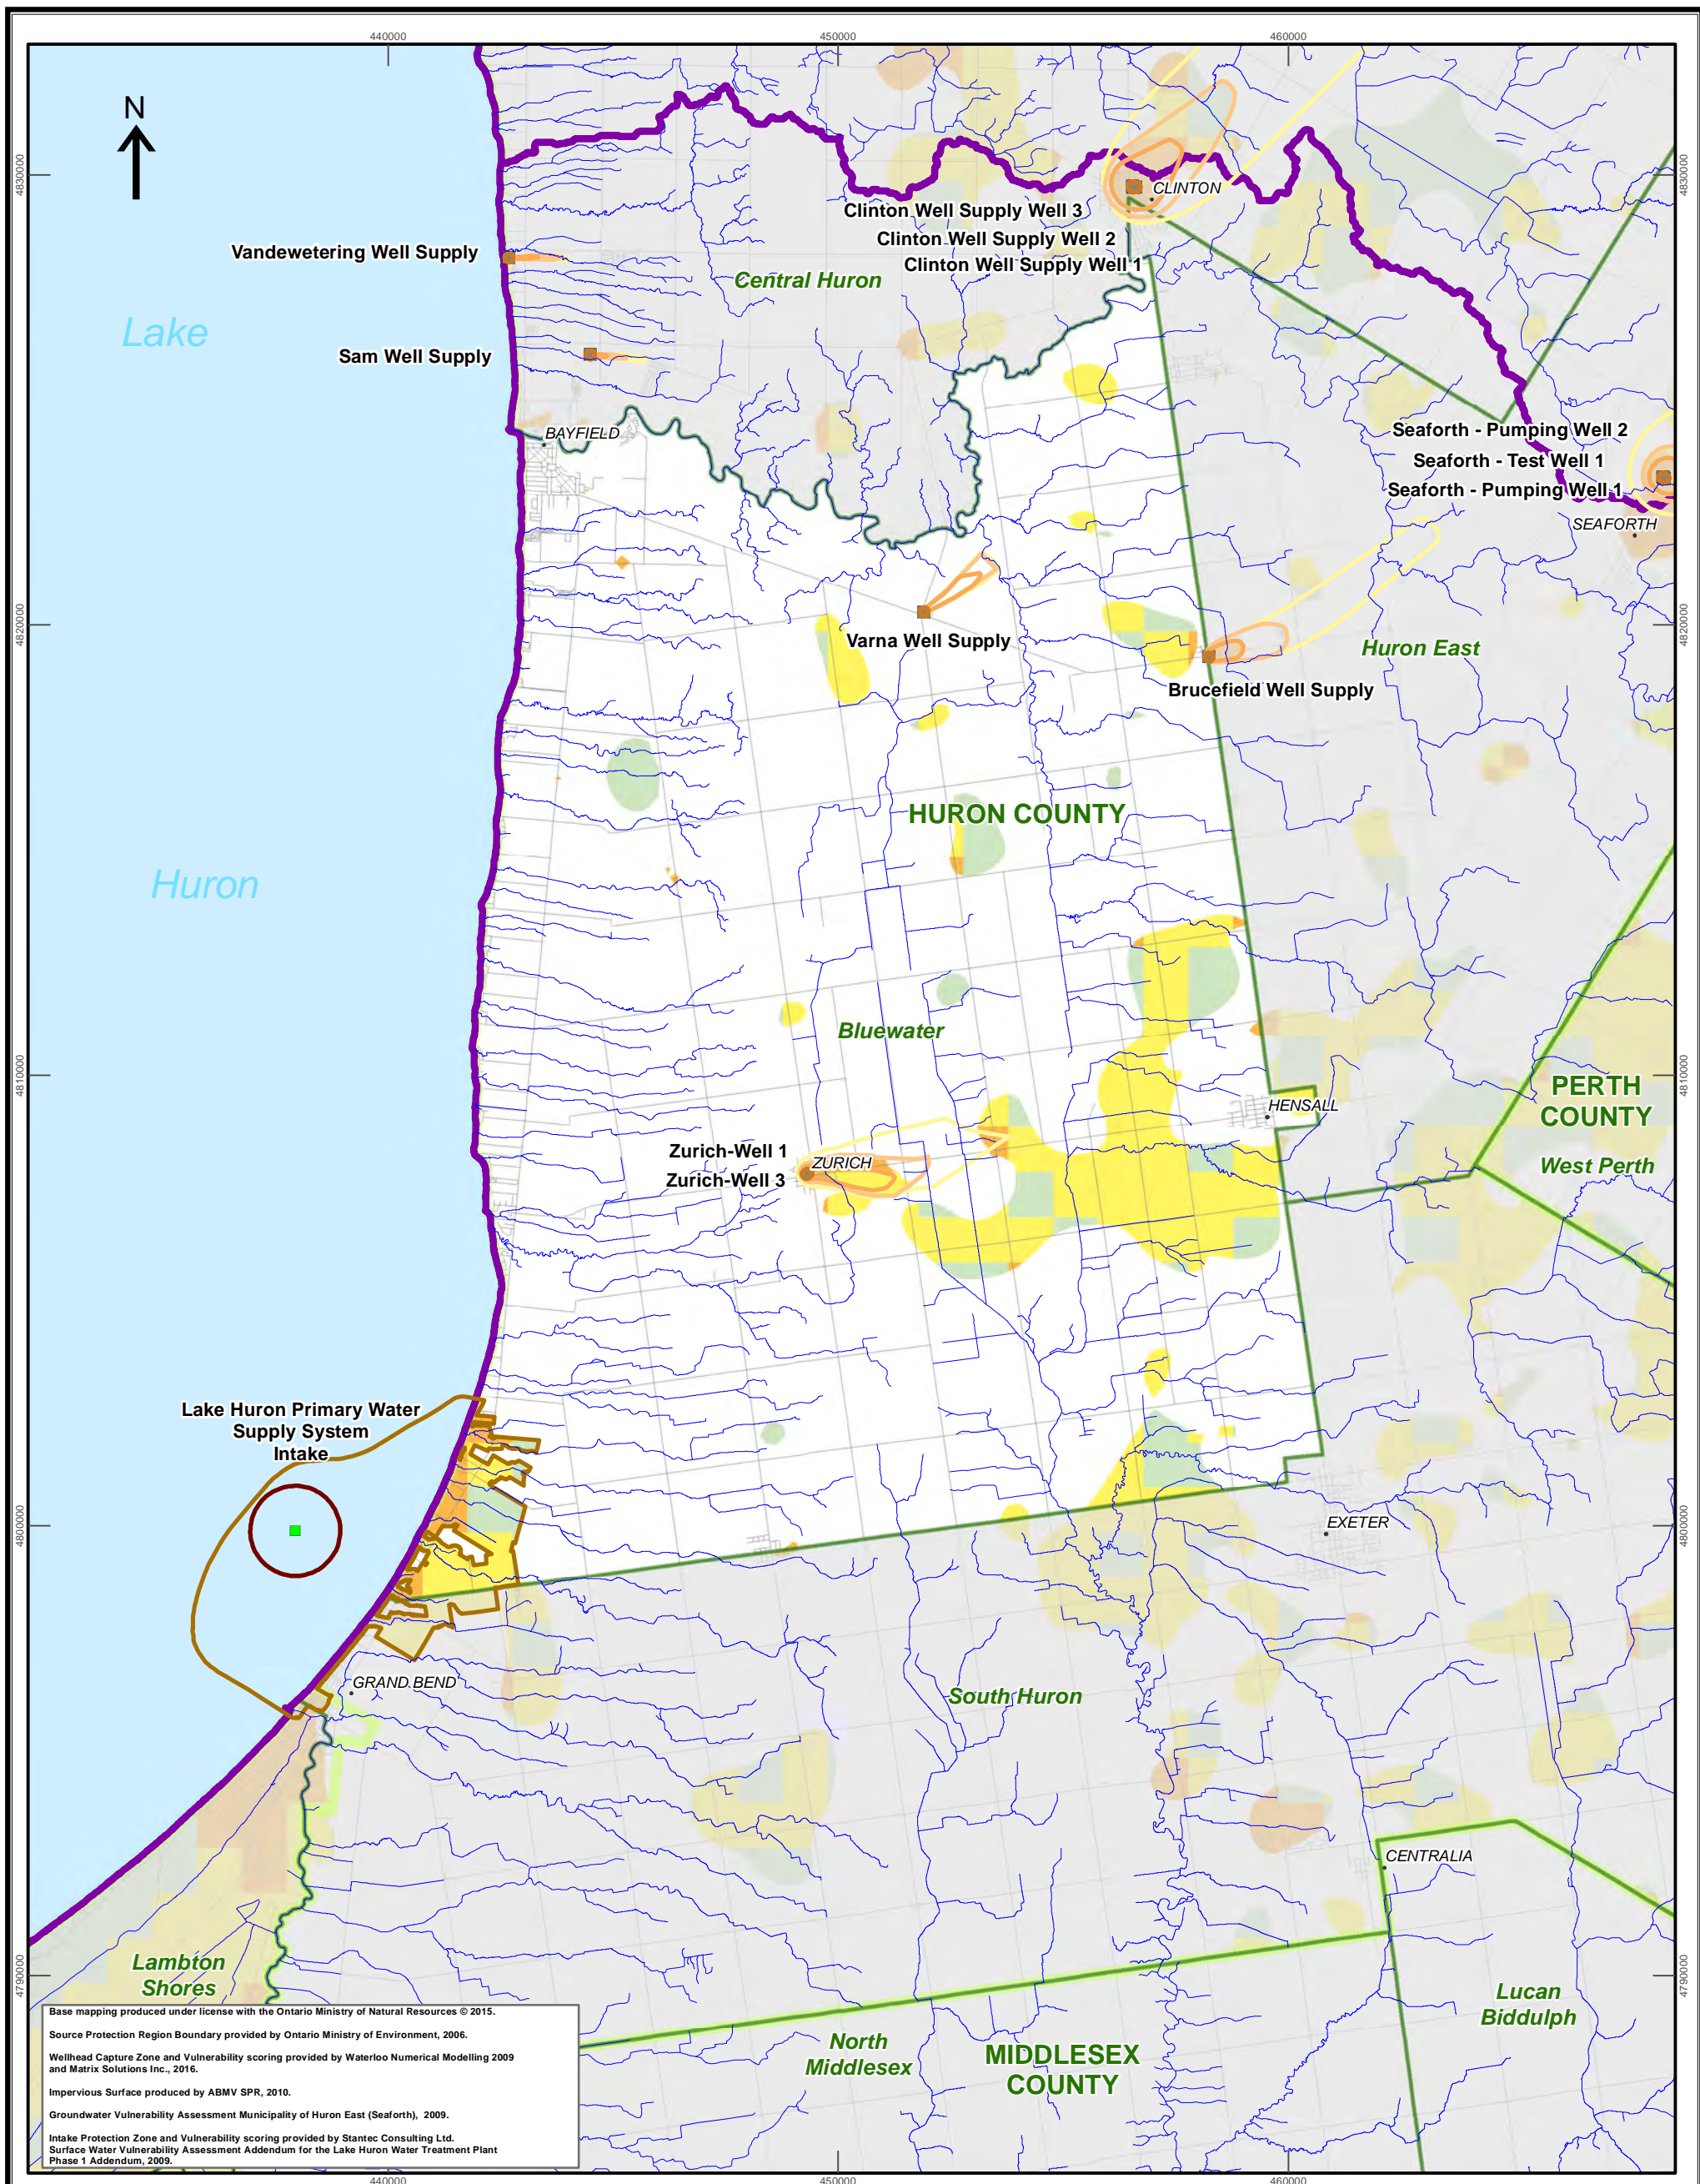 440000
450000
460000
N
4830000
4830000
CLINTON
Clinton Well Supply Well 3
Clinton Well Supply Well 2
Clinton Well Supply Well 1
Vandewetering Well Supply
Central Huron
Lake
Sam Well Supply
BAYFIELD
Seaforth - Pumping Well 2
Seaforth - Test Well 1
Seaforth - Pumping Well 1
SEAFORTH
4820000
4820000
Varna Well Supply
Huron East
Brucefield Well Supply
HURON COUNTY
Huron
Bluewater
4810000
4810000
PERTH
COUNTY
HENSALL
Zurich-Well 1
ZURICH
Zurich-Well 3
West Perth
Lake Huron Primary Water
Supply System
Intake
4800000
4800000
EXETER
GRAND BEND
South Huron
CENTRALIA
Lambton
Shores
4790000
4790000
Lucan
Biddulph
North
Middlesex
MIDDLESEX
COUNTY
Base mapping produced under license with the Ontario Ministry of Natural Resources © 2015.
Source Protection Region Boundary provided by Ontario Ministry of Environment, 2006.
Wellhead Capture Zone and Vulnerability scoring provided by Waterloo Numerical Modelling 2009
and Matrix Solutions Inc., 2016.
Impervious Surface produced by ABMV SPR, 2010.
Groundwater Vulnerability Assessment Municipality of Huron East (Seaforth), 2009.
Intake Protection Zone and Vulnerability scoring provided by Stantec Consulting Ltd.
Surface Water Vulnerability Assessment Addendum for the Lake Huron Water Treatment Plant
Phase 1 Addendum, 2009.
440000
450000
460000